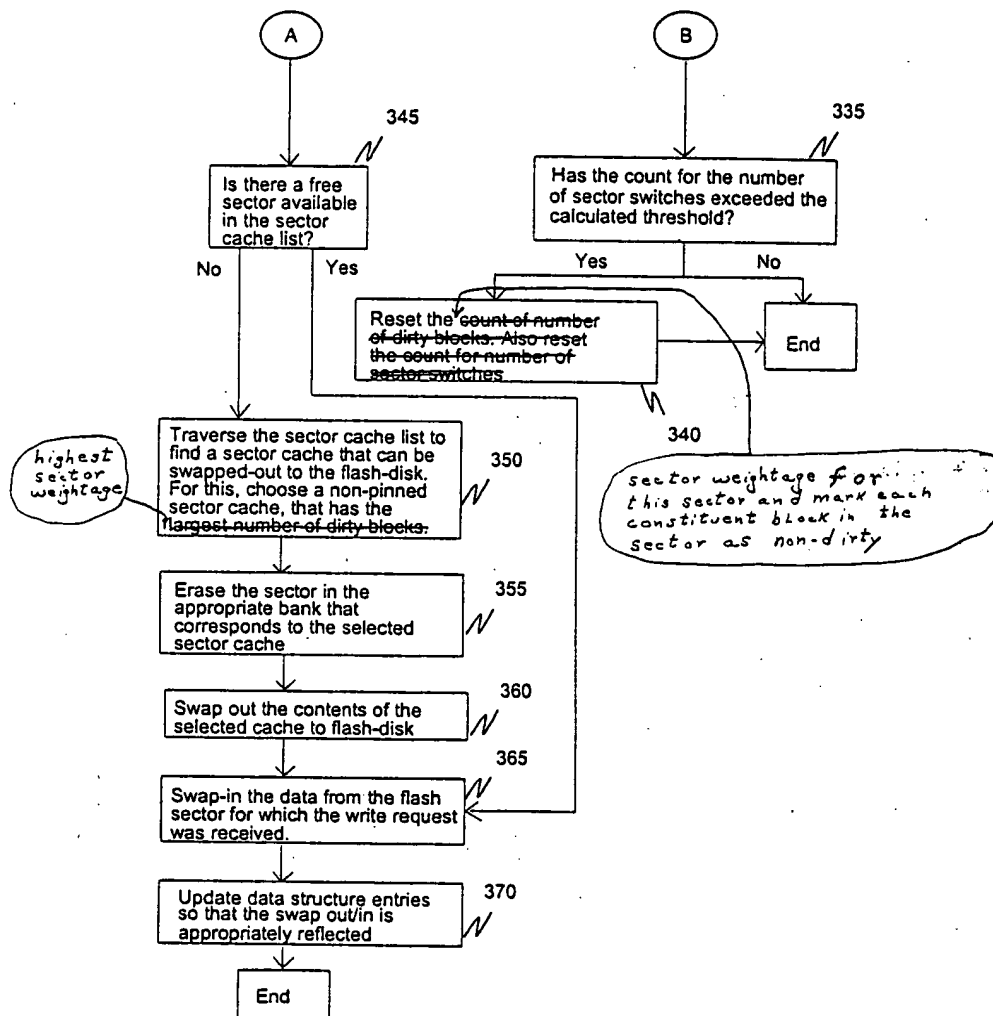 A
B
345
335
Is there a free
sector available
in the sector
cache list?
Has the count for the number
of sector switches exceeded the
calculated threshold?
No
Yes
Yes
No
Reset the count of number
of dirty blocks. Also reset
the count for number of
sector switches
End
340
highest
sector
weightage
Traverse the sector cache list to
find a sector cache that can be
swapped-out to the flash-disk.
For this, choose a non-pinned
sector cache, that has the
largest number of dirty blocks.
350
sector weightage for
this sector and mark each
constituent block in the
sector as non-dirty
Erase the sector in the
appropriate bank that
corresponds to the selected
sector cache
355
Swap out the contents of the
selected cache to flash-disk
360
365
Swap-in the data from the flash
sector for which the write request
was received.
Update data structure entries
so that the swap out/in is
appropriately reflected
370
End